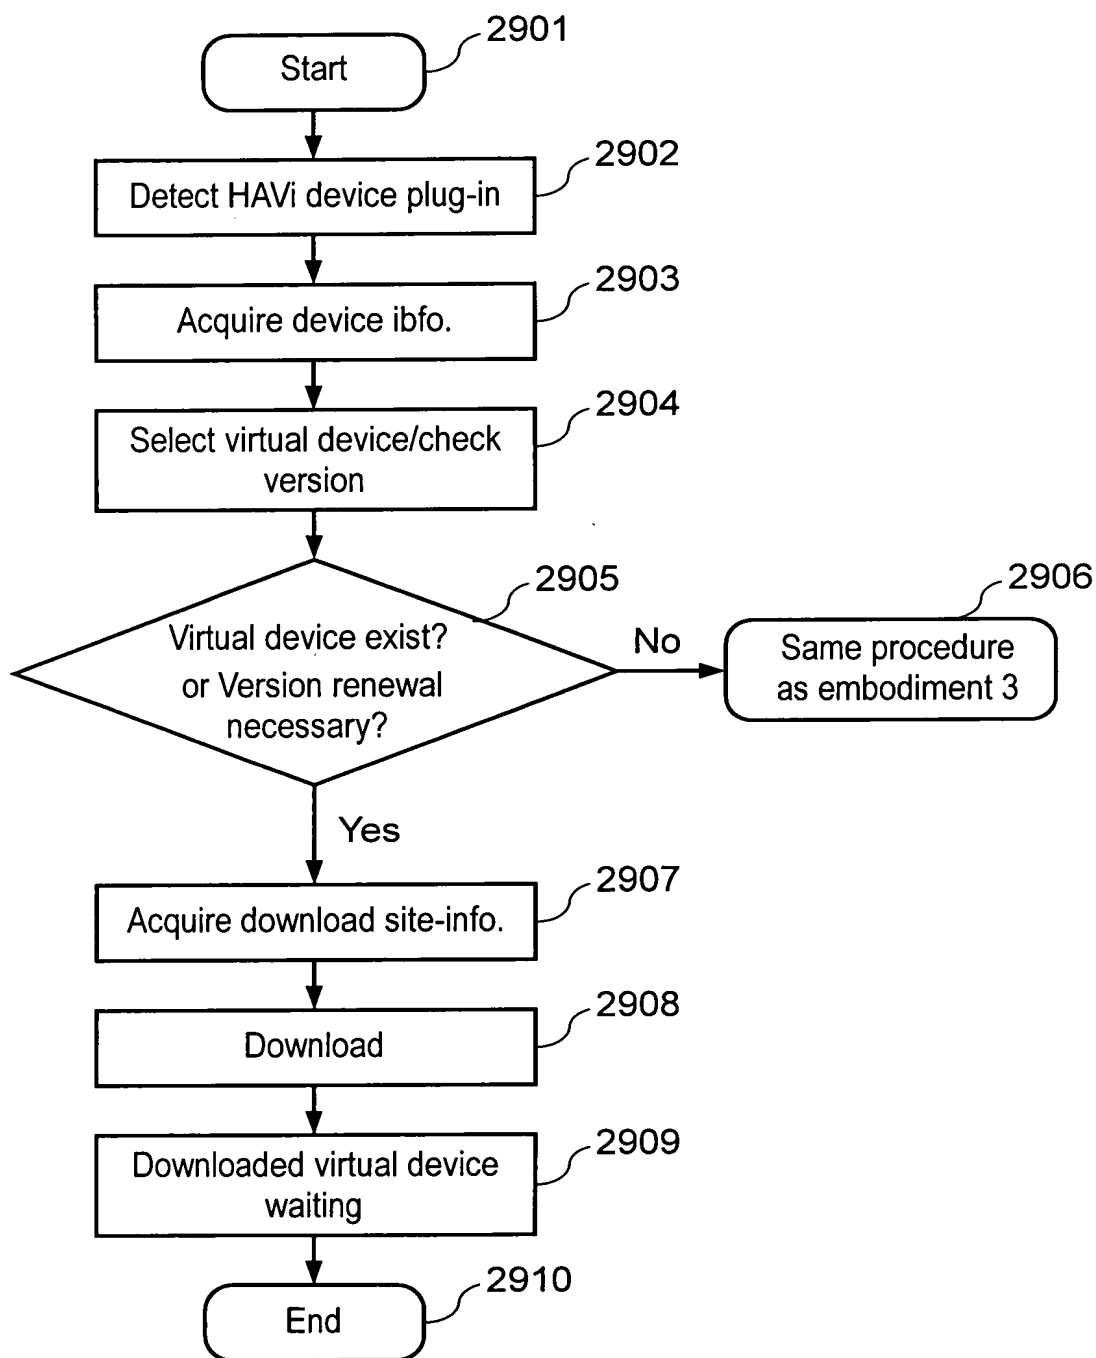 2901
Start
2902
Detect HAVi device plug-in
2903
Acquire device ibfo.
2904
Select virtual device/check
version
2905
2906
Virtual device exist?
or Version renewal
necessary?
No
Same procedure
as embodiment 3
Yes
2907
Acquire download site-info.
2908
Download
2909
Downloaded virtual device
waiting
2910
End